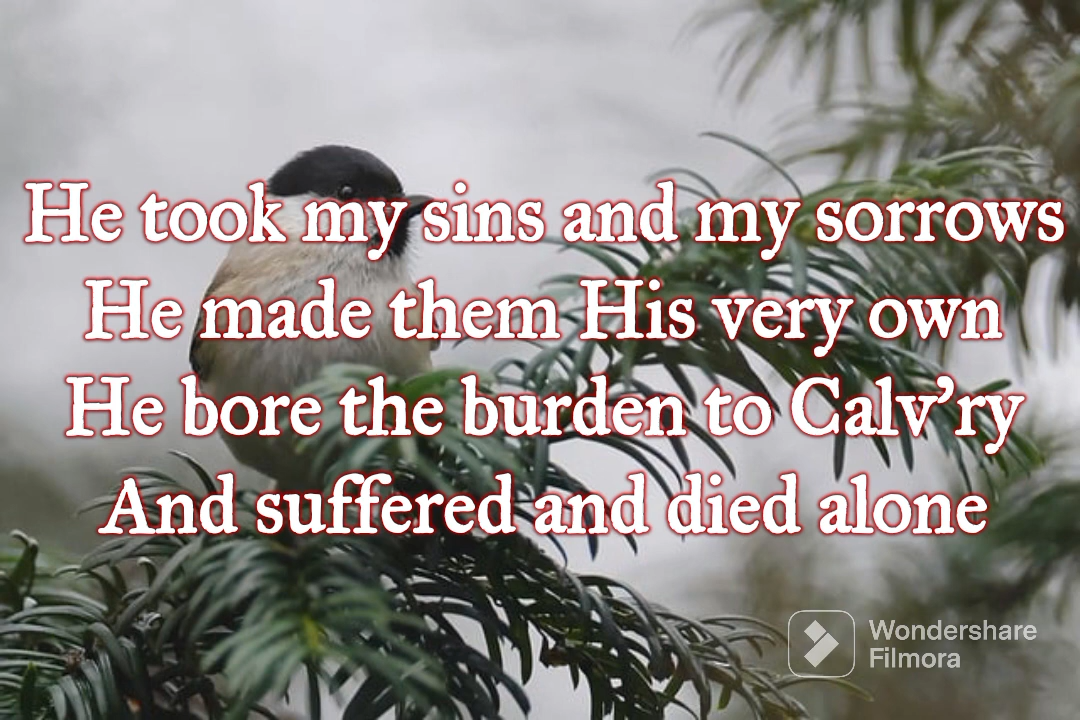 He took my sins and my sorrows
He made them His very own
He bore the burden to Calv’ry
And suffered and died alone
Wondershare
Filmora